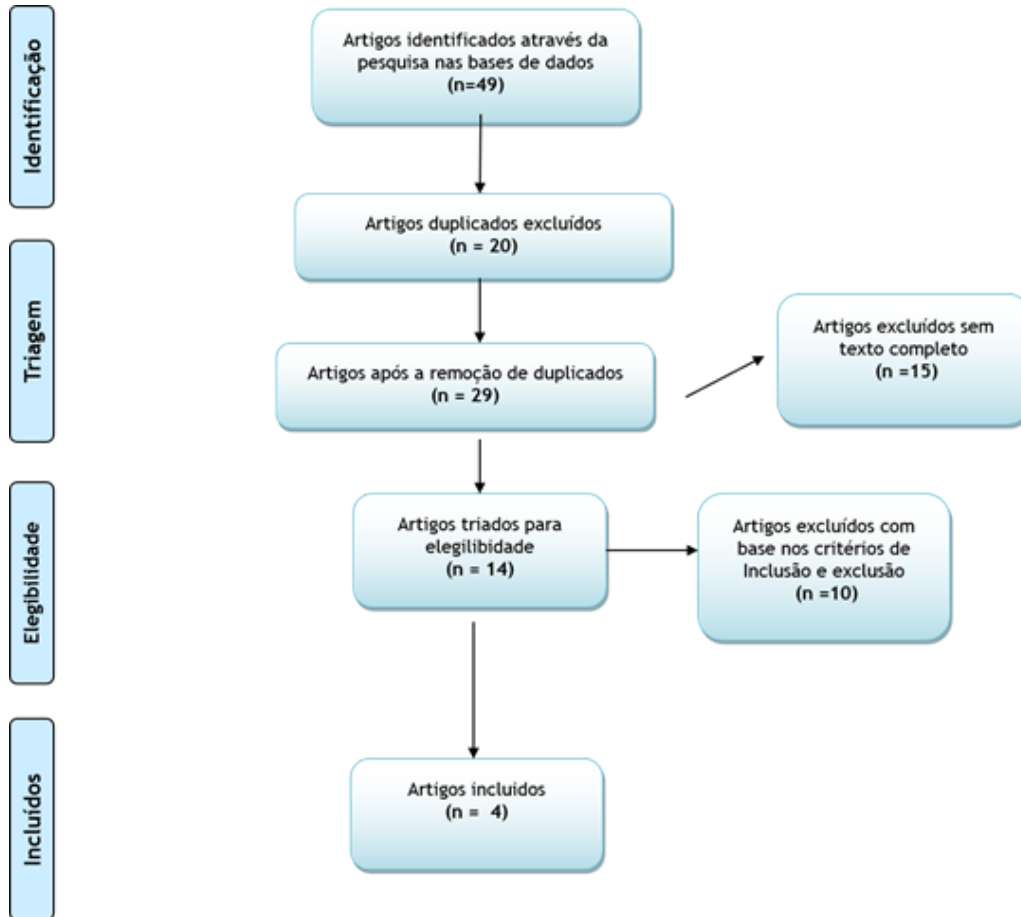 Identificação
Artigos identificados através da
pesquisa nas bases de dados
(n=49)
Artigos duplicados excluídos
(n = 20)
Triagem
Artigos após a remoção de duplicados
(n = 29)
Artigos excluídos sem
texto completo
(n =15)
Elegibilidade
Artigos triados para
elegilibidade
(n = 14)
Artigos excluídos com
base nos critérios de
Inclusão e exclusão
(n =10)
Incluídos
Artigos incluidos
(n = 4)